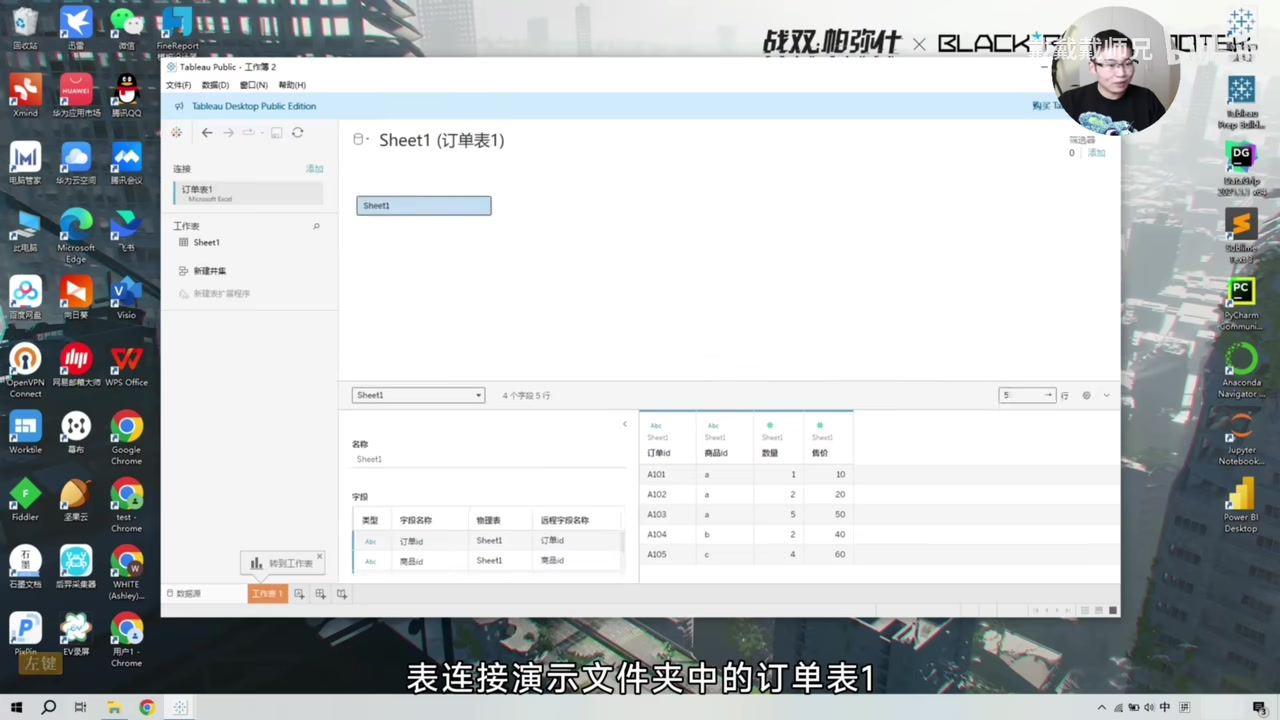 战双帕弥什 × BLACK
戴戴戴师兄
Tableau Public - 工作簿 2
文件(F) 数据(D) 窗口(N) 帮助(H)
Tableau Desktop Public Edition
购买 Ta
连接 添加
订单表1
Microsoft Excel
工作表
Sheet1
新建并集
新建表扩展程序
Sheet1 (订单表1)
筛选器
0 添加
Sheet1
Sheet1
4 个字段 5 行
5 → 行
名称
Sheet1
字段
类型 字段名称 物理表 远程字段名称
Abc 订单id Sheet1 订单id
Abc 商品id Sheet1 商品id
Abc Abc # #
Sheet1 Sheet1 Sheet1 Sheet1
订单id 商品id 数量 售价
A101 a 1 10
A102 a 2 20
A103 a 5 50
A104 b 2 40
A105 c 4 60
转到工作表
数据源 工作表 1
回收站 迅雷 微信 FineReport
Xmind 华为应用市场 腾讯QQ
电脑管家 华为云空间 腾讯会议
此电脑 Microsoft Edge 飞书
百度网盘 向日葵 Visio
OpenVPN Connect 网易邮箱大师 WPS Office
Worktile 幕布 Google Chrome
Fiddler 坚果云 test - Chrome
石墨文档 后羿采集器 WHITE (Ashley)...
PixPin EV录屏 用户1 - Chrome
左键
Tableau Prep Build...
DG
DataGrip
Sublime Text 3
PC
PyCharm Communi...
Anaconda Navigator ...
Jupyter Notebook...
Power BI Desktop
表连接演示文件夹中的订单表1
中 拼
3